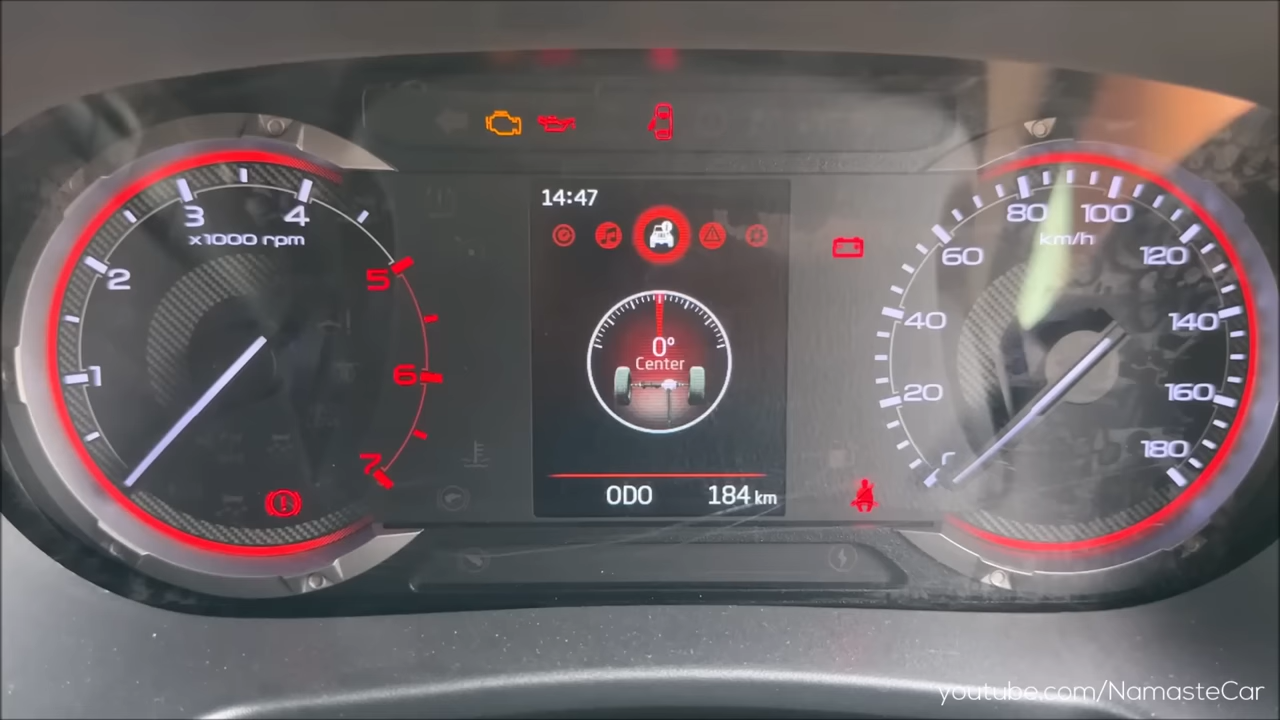 14:47
3 4
x1000 rpm
2
5
1
6
7
0°
Center
ODO 184 km
80 100
km/h
60 120
40 140
20 160
180
youtube.com/NamasteCar